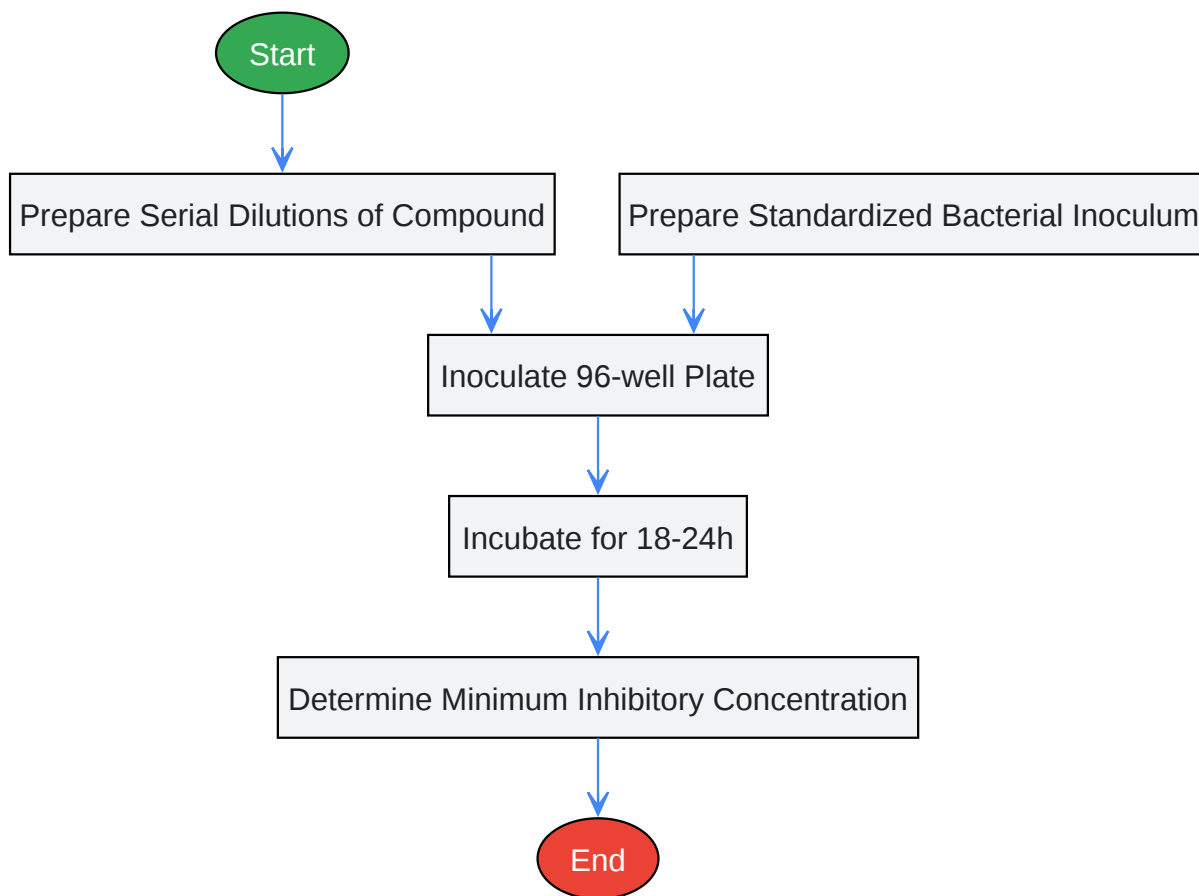 Start
Prepare Serial Dilutions of Compound
Prepare Standardized Bacterial Inoculum
Inoculate 96-well Plate
Incubate for 18-24h
Determine Minimum Inhibitory Concentration
End